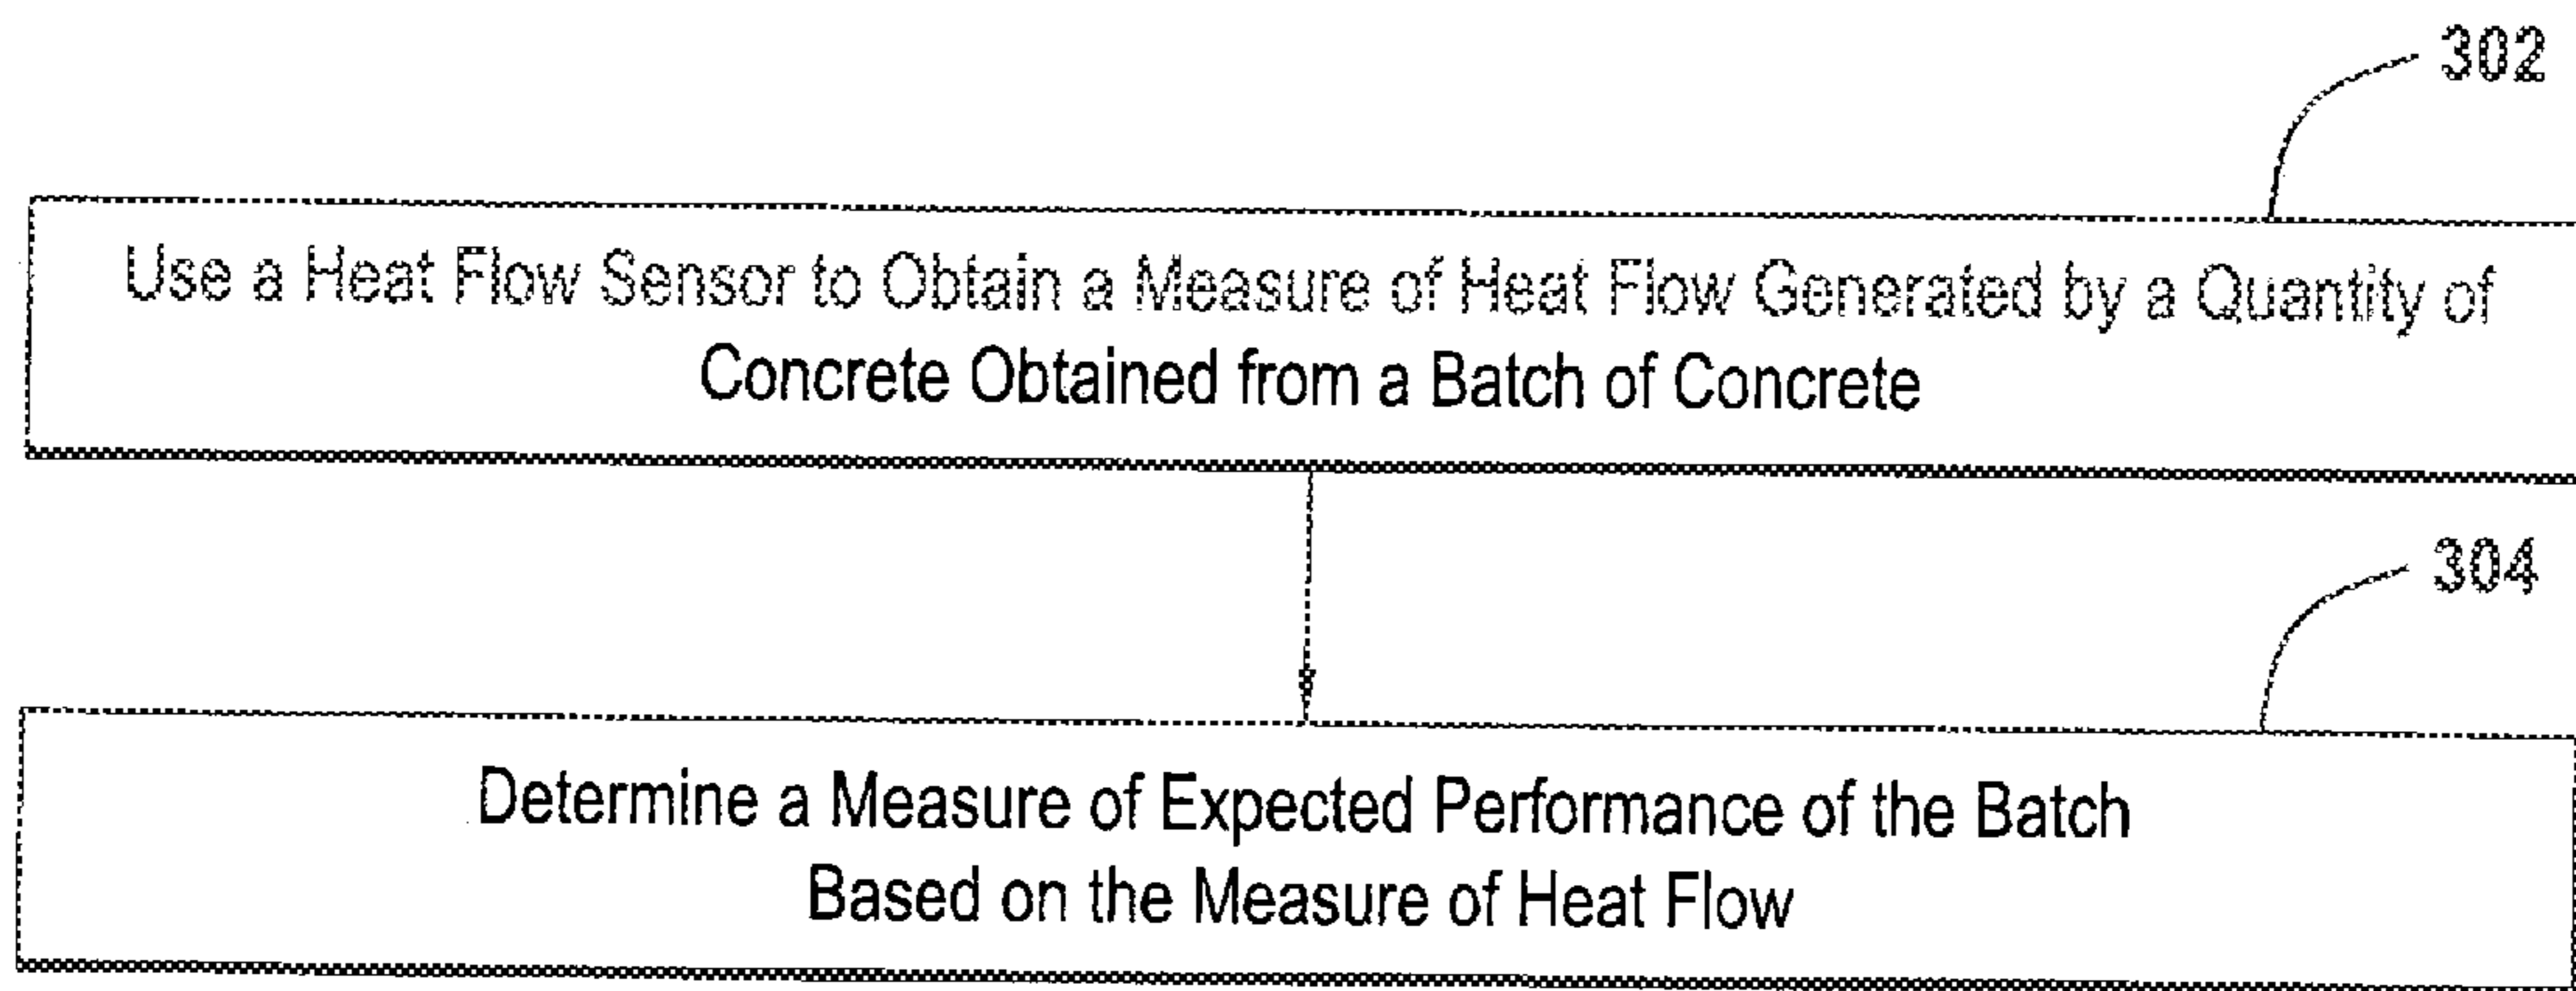 302
Use a Heat Flow Sensor to Obtain a Measure of Heat Flow Generated by a Quantity of
Concrete Obtained from a Batch of Concrete
304
Determine a Measure of Expected Performance of the Batch
Based on the Measure of Heat Flow